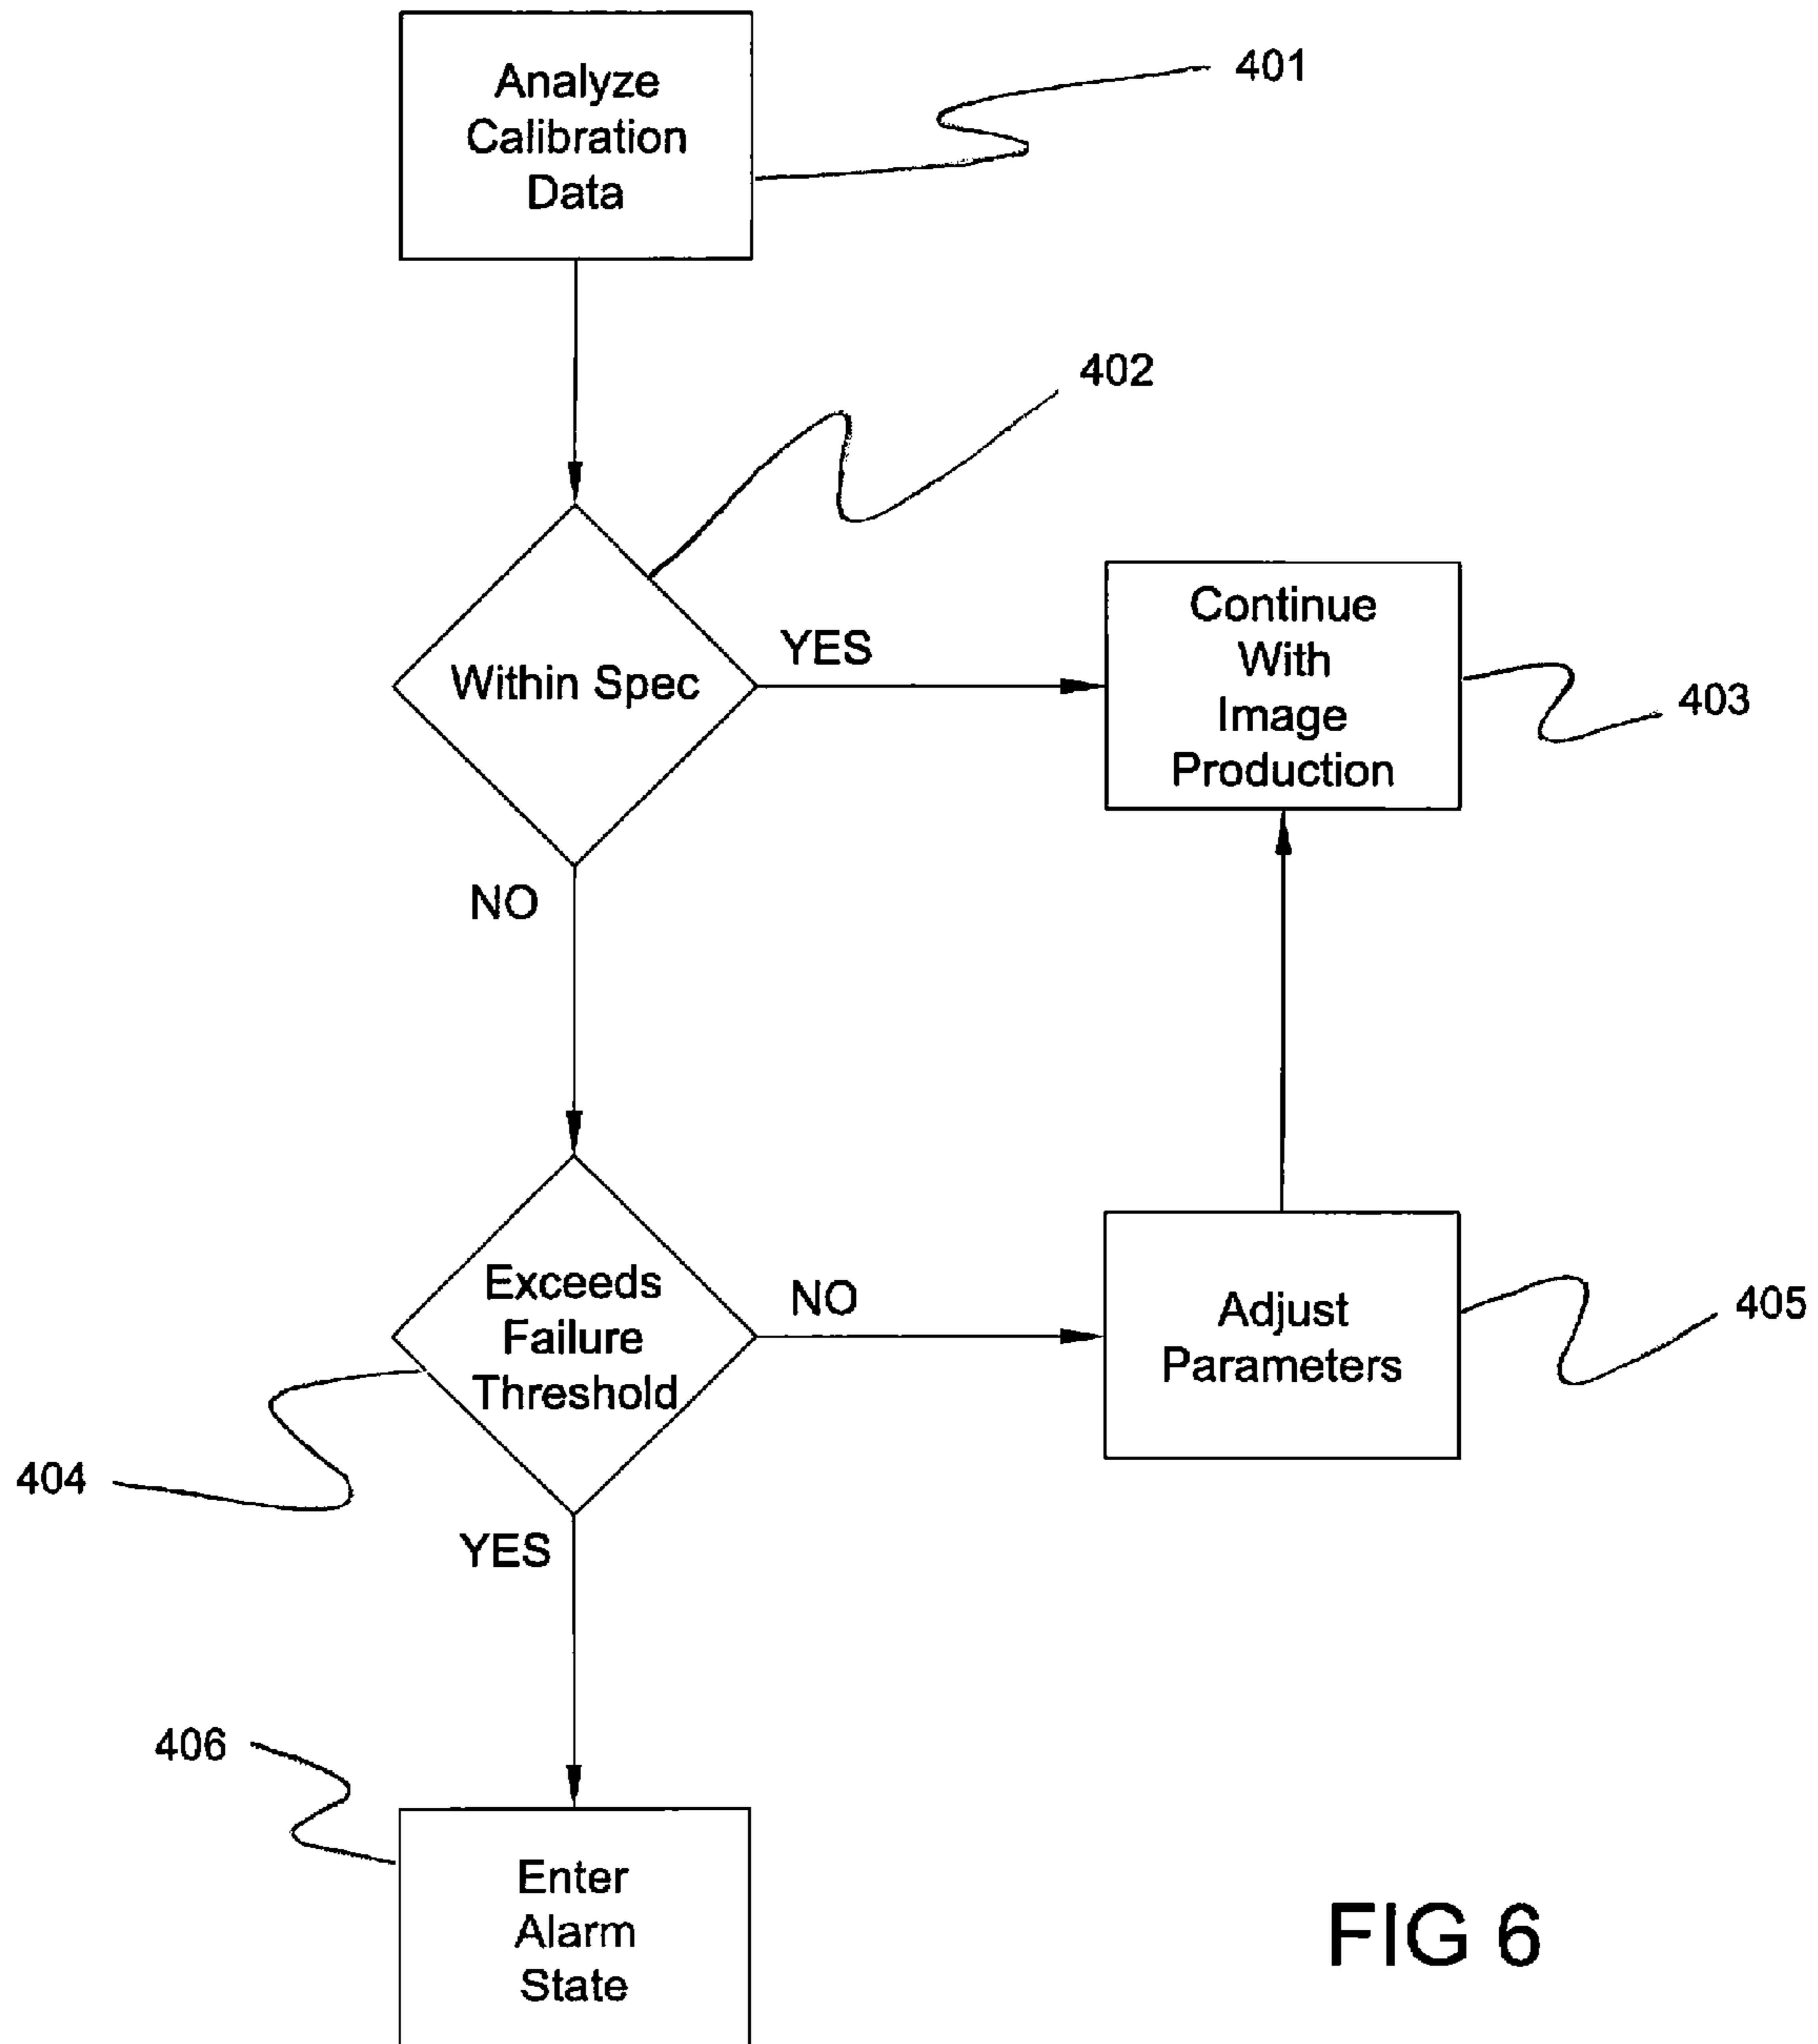 Analyze
Calibration
Data
401
402
Within Spec
YES
Continue
With
Image
Production
403
NO
Exceeds
Failure
Threshold
NO
Adjust
Parameters
405
404
YES
406
Enter
Alarm
State
FIG 6